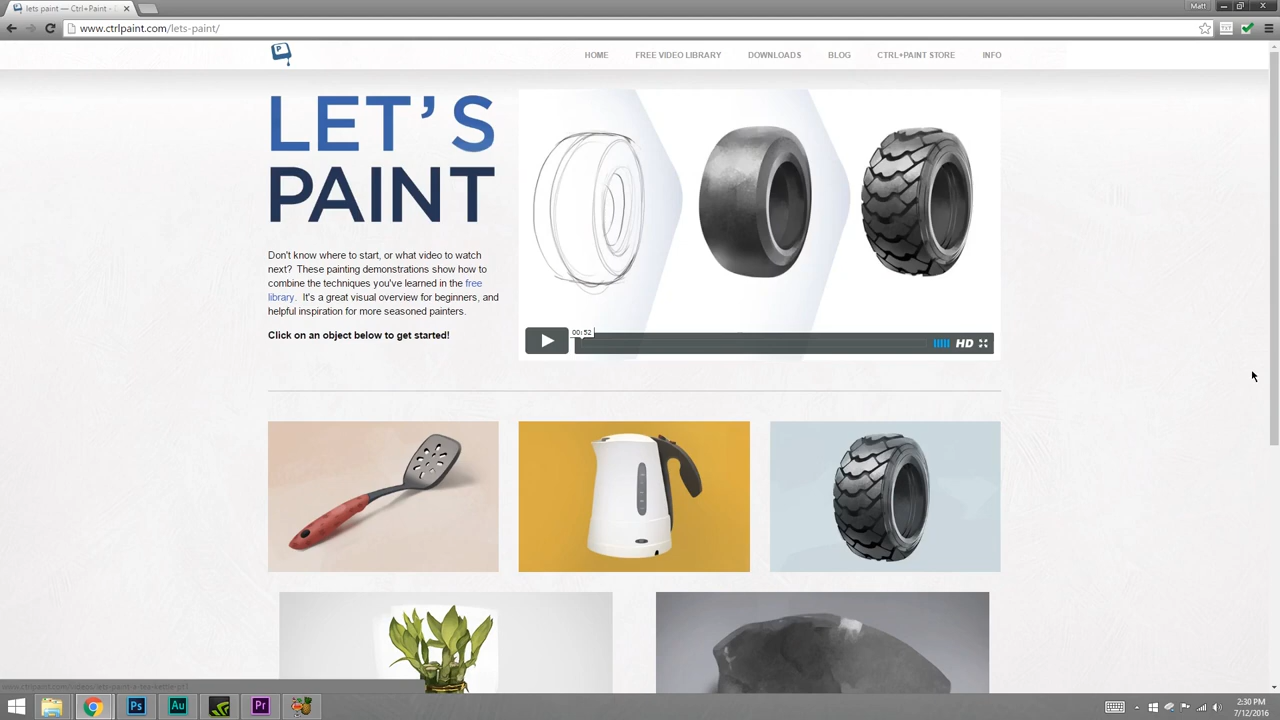 lets paint — Ctrl+Paint -
Matt
www.ctrlpaint.com/lets-paint/
P
HOME FREE VIDEO LIBRARY DOWNLOADS BLOG CTRL+PAINT STORE INFO
LET'S
PAINT
Don't know where to start, or what video to watch
next? These painting demonstrations show how to
combine the techniques you've learned in the free
library. It's a great visual overview for beginners, and
helpful inspiration for more seasoned painters.
Click on an object below to get started!
00:52
HD
Ps
Au
Pr
2:30 PM
7/12/2016